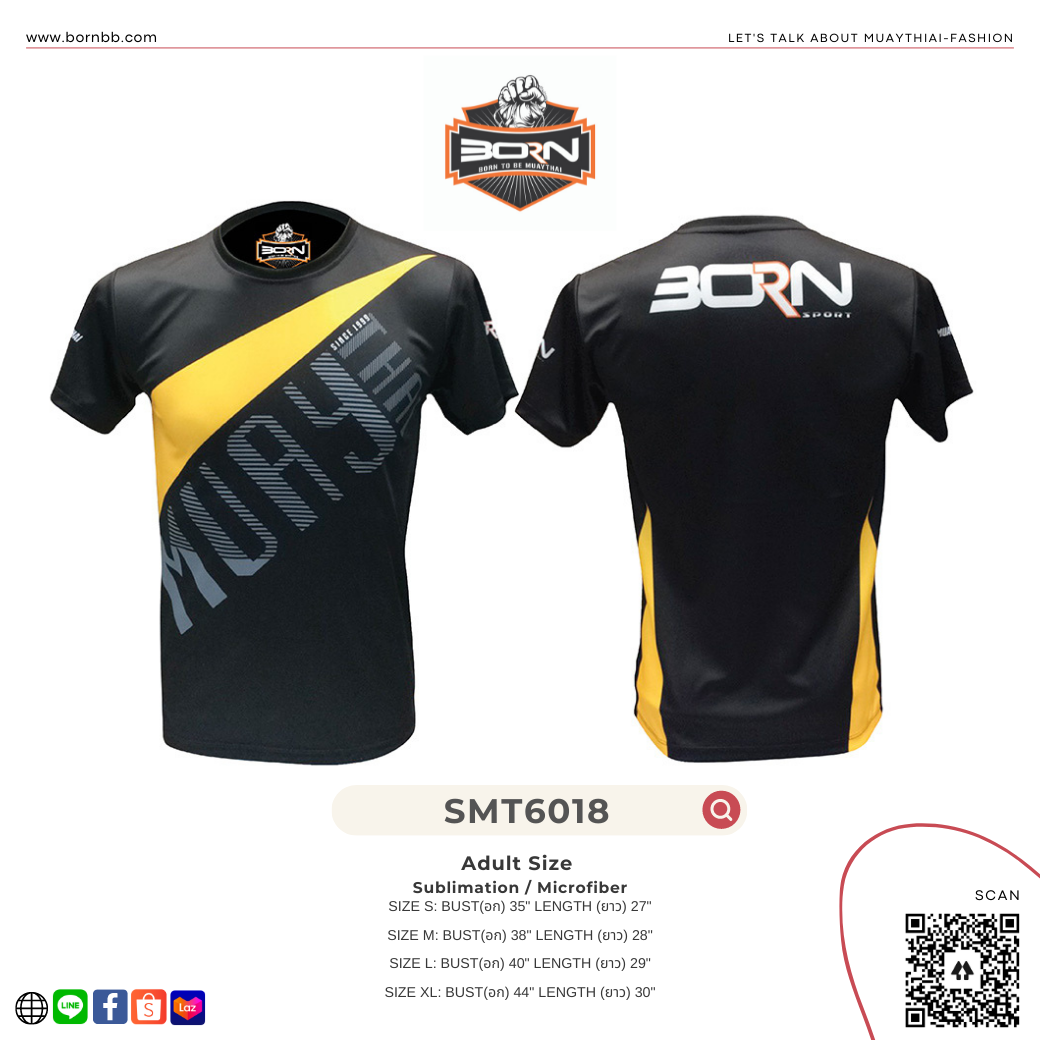 www.bornbb.com
LET'S TALK ABOUT MUAYTHIAI-FASHION
BORN
BORN TO BE MUAYTHAI
BORN
SINCE 1989
MUAYTHAI
BORN
SPORT
SMT6018
Adult Size
Sublimation / Microfiber
SIZE S: BUST(อก) 35" LENGTH (ยาว) 27"
SIZE M: BUST(อก) 38" LENGTH (ยาว) 28"
SIZE L: BUST(อก) 40" LENGTH (ยาว) 29"
SIZE XL: BUST(อก) 44" LENGTH (ยาว) 30"
SCAN
LINE
Laz